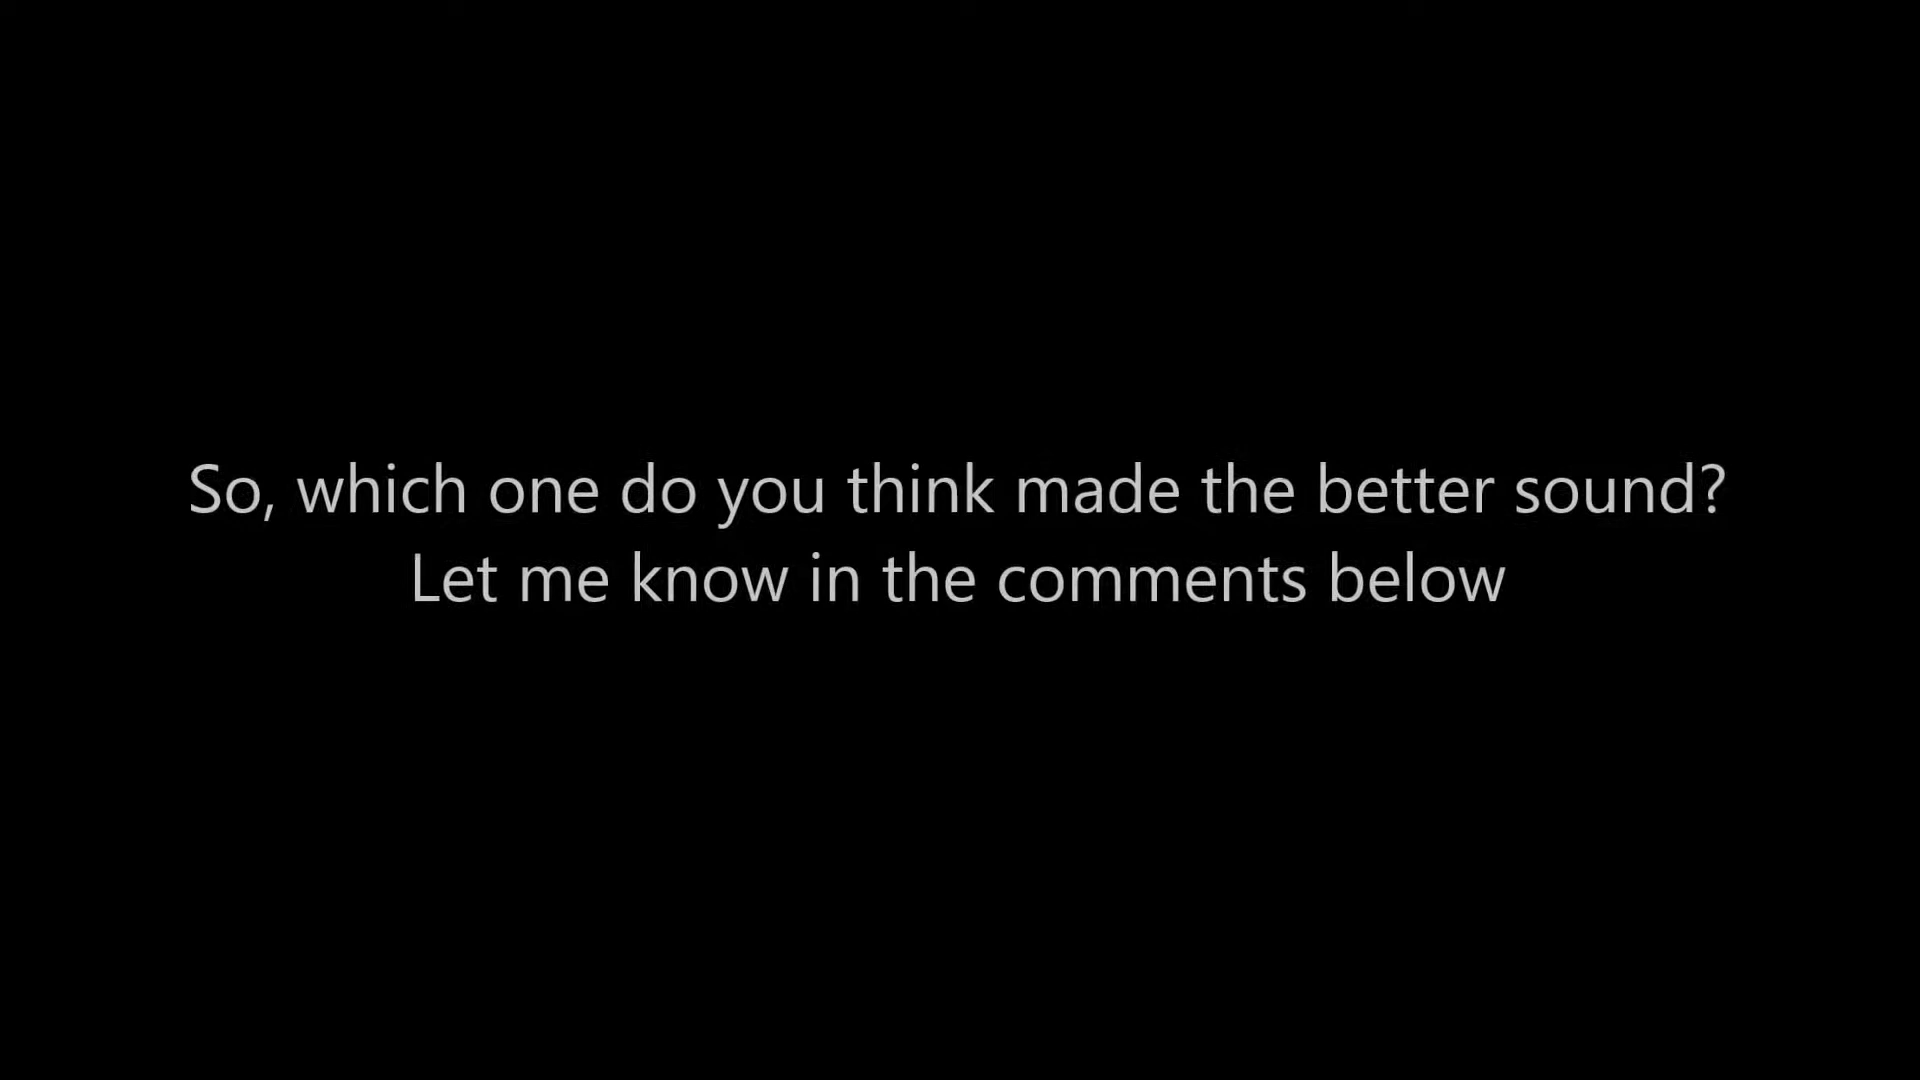 So, which one do you think made the better sound?
Let me know in the comments below